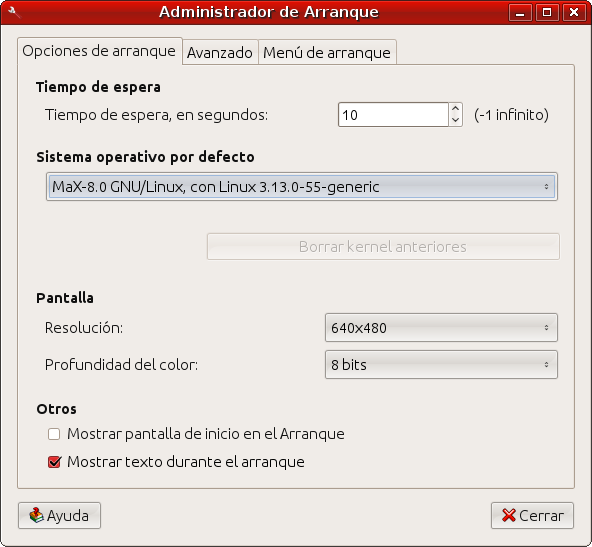 Administrador de Arranque
Opciones de arranque
Avanzado
Menú de arranque
Tiempo de espera
Tiempo de espera, en segundos:
10
(-1 infinito)
Sistema operativo por defecto
MaX-8.0 GNU/Linux, con Linux 3.13.0-55-generic
Borrar kernel anteriores
Pantalla
Resolución:
640x480
Profundidad del color:
8 bits
Otros
Mostrar pantalla de inicio en el Arranque
Mostrar texto durante el arranque
Ayuda
Cerrar